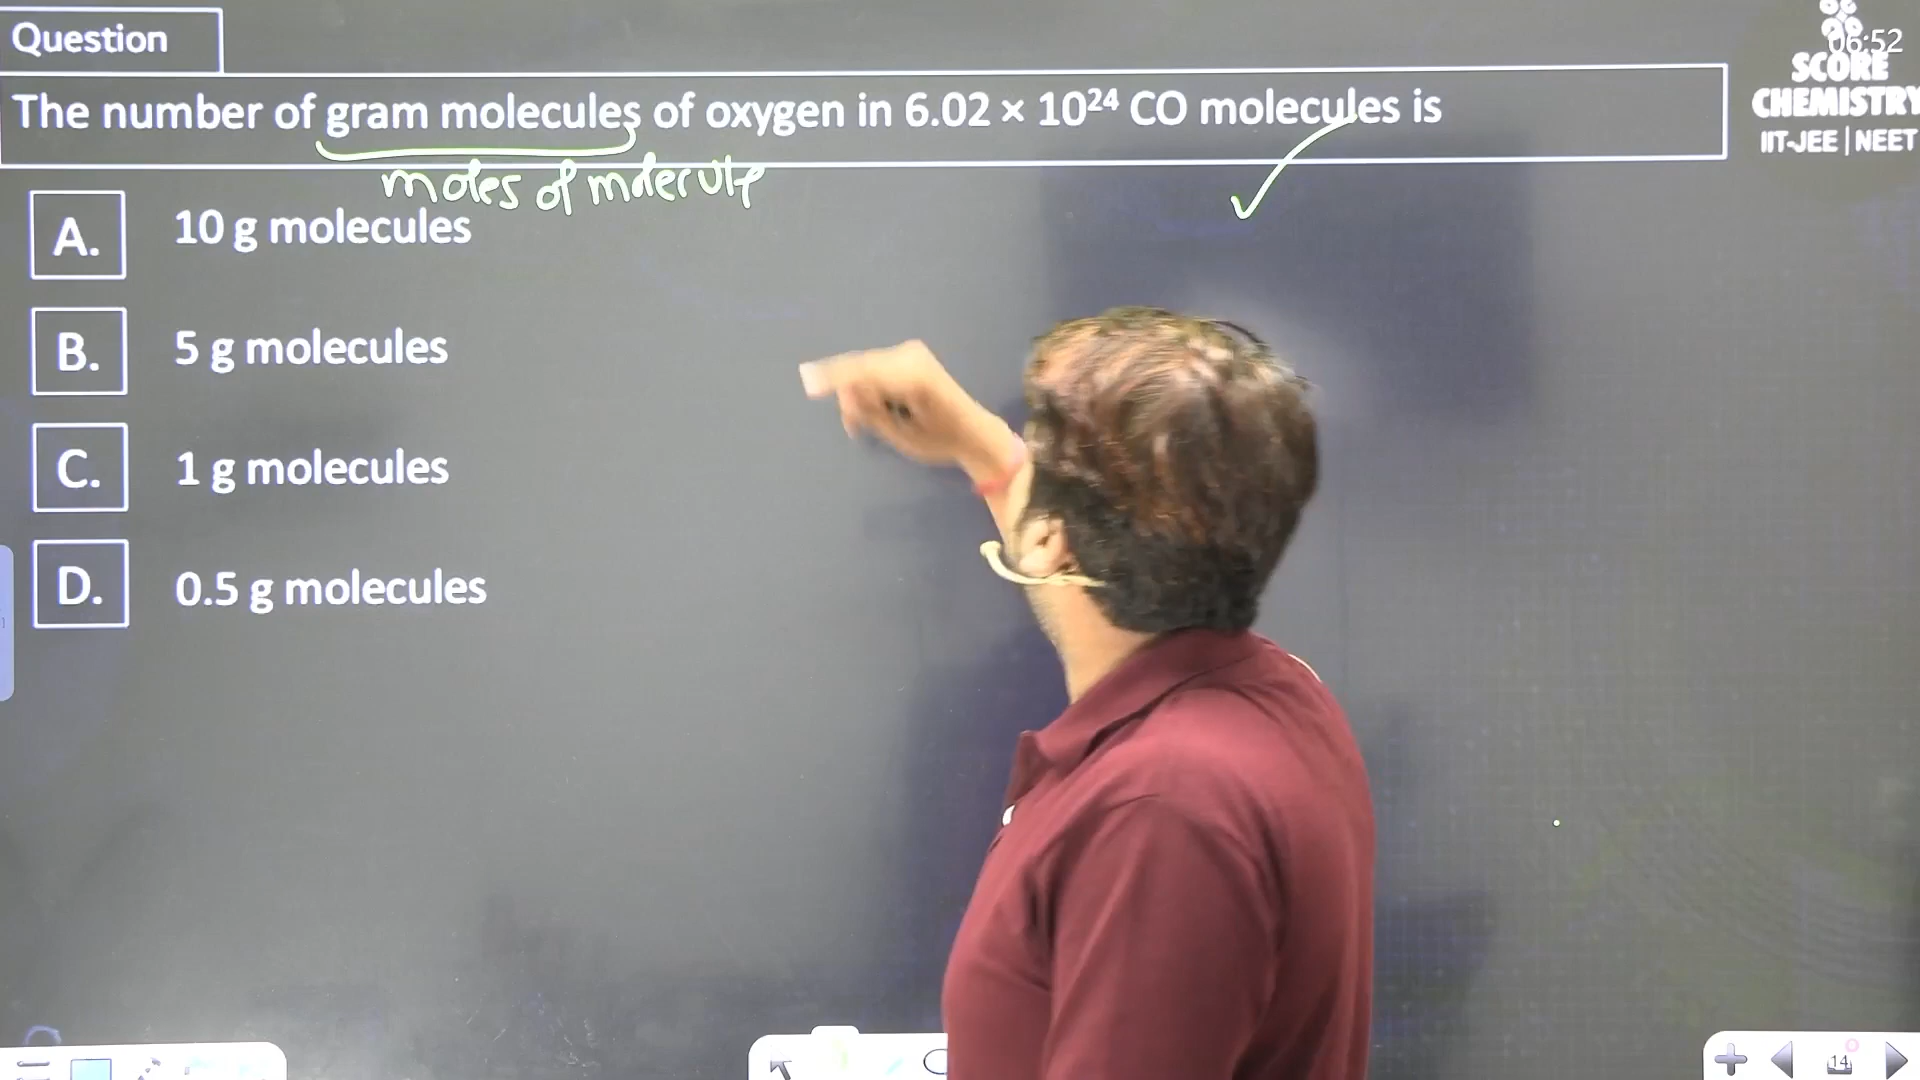 Question
06:52
SCORE
CHEMISTRY
IIT-JEE | NEET
The number of gram molecules of oxygen in 6.02 × 10²⁴ CO molecules is
moles of molecule
A. 10 g molecules
B. 5 g molecules
C. 1 g molecules
D. 0.5 g molecules
14